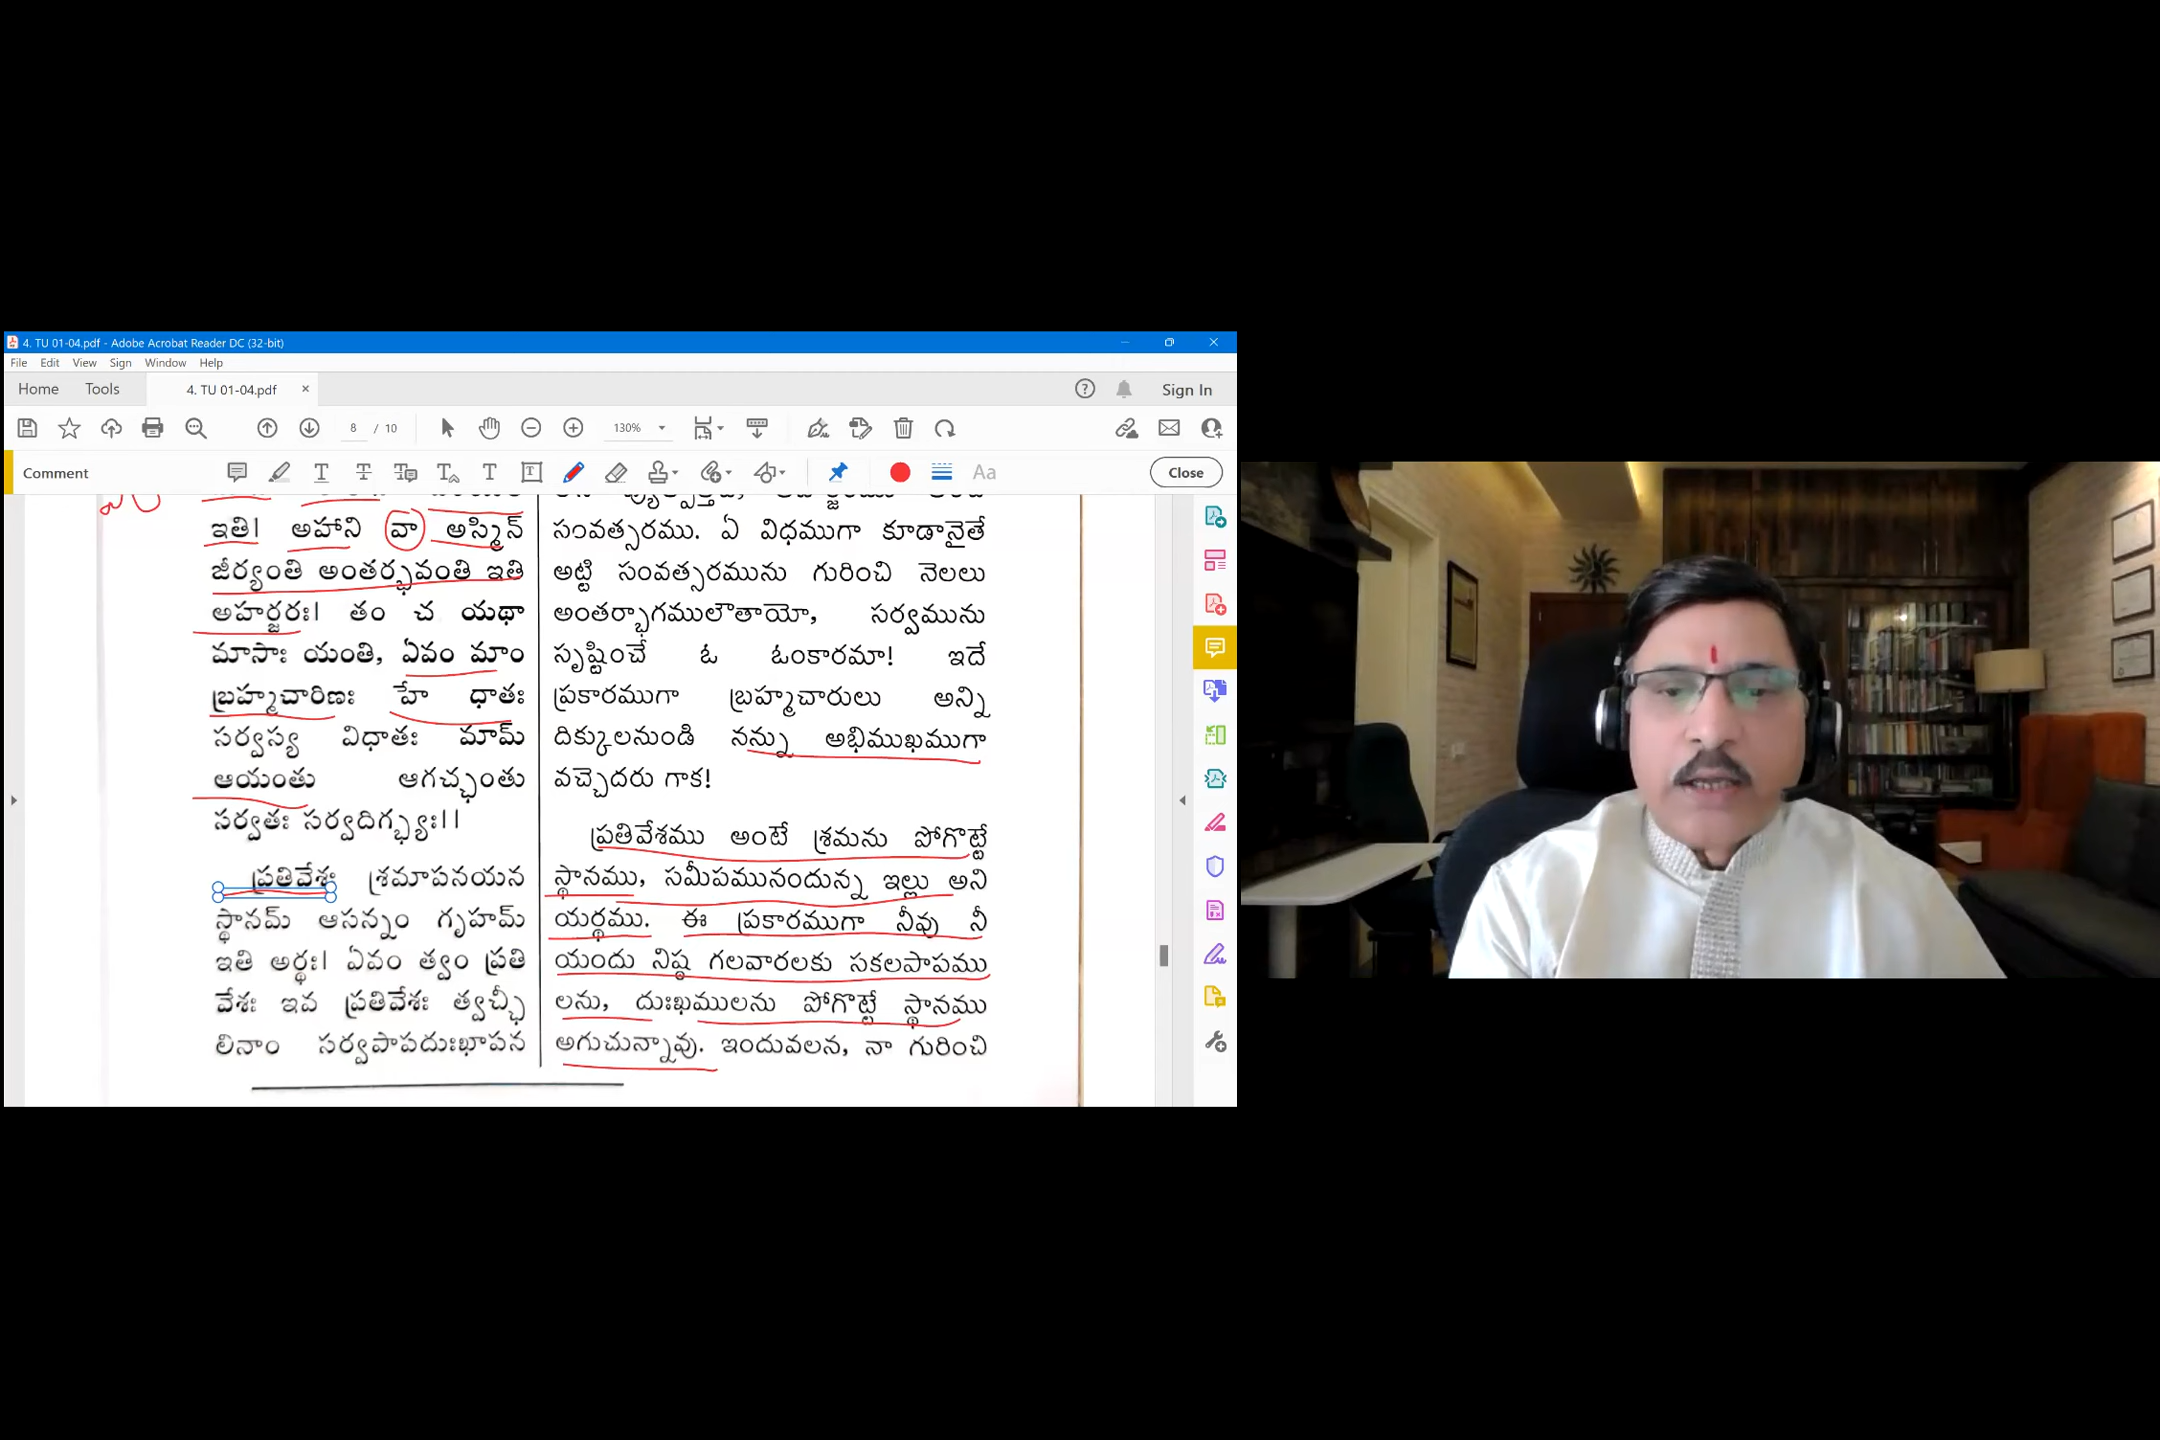 4. TU 01-04.pdf - Adobe Acrobat Reader DC (32-bit)
File Edit View Sign Window Help
Home Tools 4. TU 01-04.pdf × Sign In
8 / 10 130%
Comment Aa Close
ఇతి। అహాని వా అస్మిన్
జీర్యంతి అంతర్భవంతి ఇతి
అహర్జరః। తం చ యథా
మాసాః యంతి, ఏవం మాం
బ్రహ్మచారిణః హే ధాతః
సర్వస్య విధాతః మామ్
ఆయంతు ఆగచ్ఛంతు
సర్వతః సర్వదిగ్భ్యః।।
ప్రతివేశః శ్రమాపనయన
స్థానమ్ ఆసన్నం గృహమ్
ఇతి అర్థః। ఏవం త్వం ప్రతి
వేశః ఇవ ప్రతివేశః త్వచ్ఛీ
లినాం సర్వపాపదుఃఖాపన
సంవత్సరము. ఏ విధముగా కూడానైతే
అట్టి సంవత్సరమును గురించి నెలలు
అంతర్భాగములౌతాయో, సర్వమును
సృష్టించే ఓ ఓంకారమా! ఇదే
ప్రకారముగా బ్రహ్మచారులు అన్ని
దిక్కులనుండి నన్ను అభిముఖముగా
వచ్చెదరు గాక!
ప్రతివేశము అంటే శ్రమను పోగొట్టే
స్థానము, సమీపమునందున్న ఇల్లు అని
యర్థము. ఈ ప్రకారముగా నీవు నీ
యందు నిష్ఠ గలవారలకు సకలపాపము
లను, దుఃఖములను పోగొట్టే స్థానము
అగుచున్నావు. ఇందువలన, నా గురించి